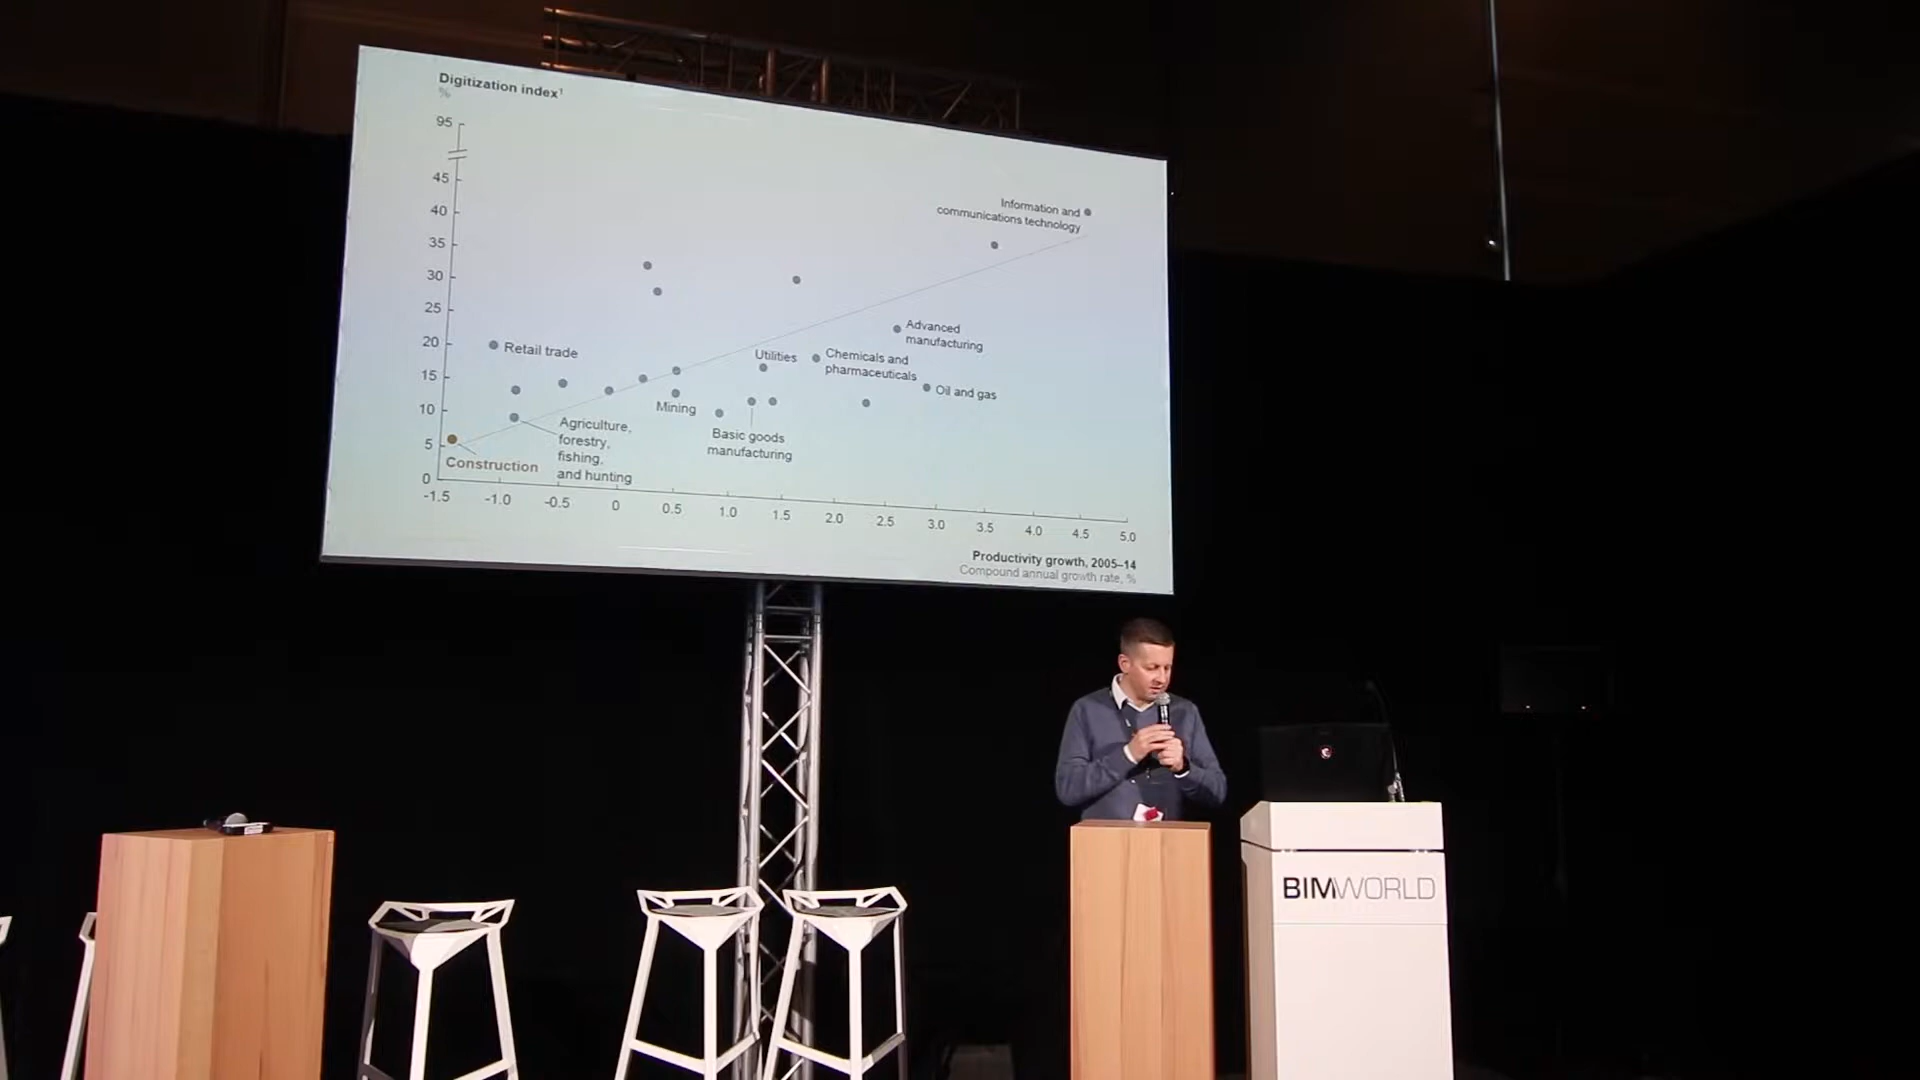 Digitization index¹
%
95
45
40
35
30
25
20
15
10
5
0
Information and
communications technology
Advanced
manufacturing
Retail trade
Utilities
Chemicals and
pharmaceuticals
Oil and gas
Mining
Agriculture,
forestry,
fishing,
and hunting
Basic goods
manufacturing
Construction
-1.5 -1.0 -0.5 0 0.5 1.0 1.5 2.0 2.5 3.0 3.5 4.0 4.5 5.0
Productivity growth, 2005–14
Compound annual growth rate, %
BIMWORLD